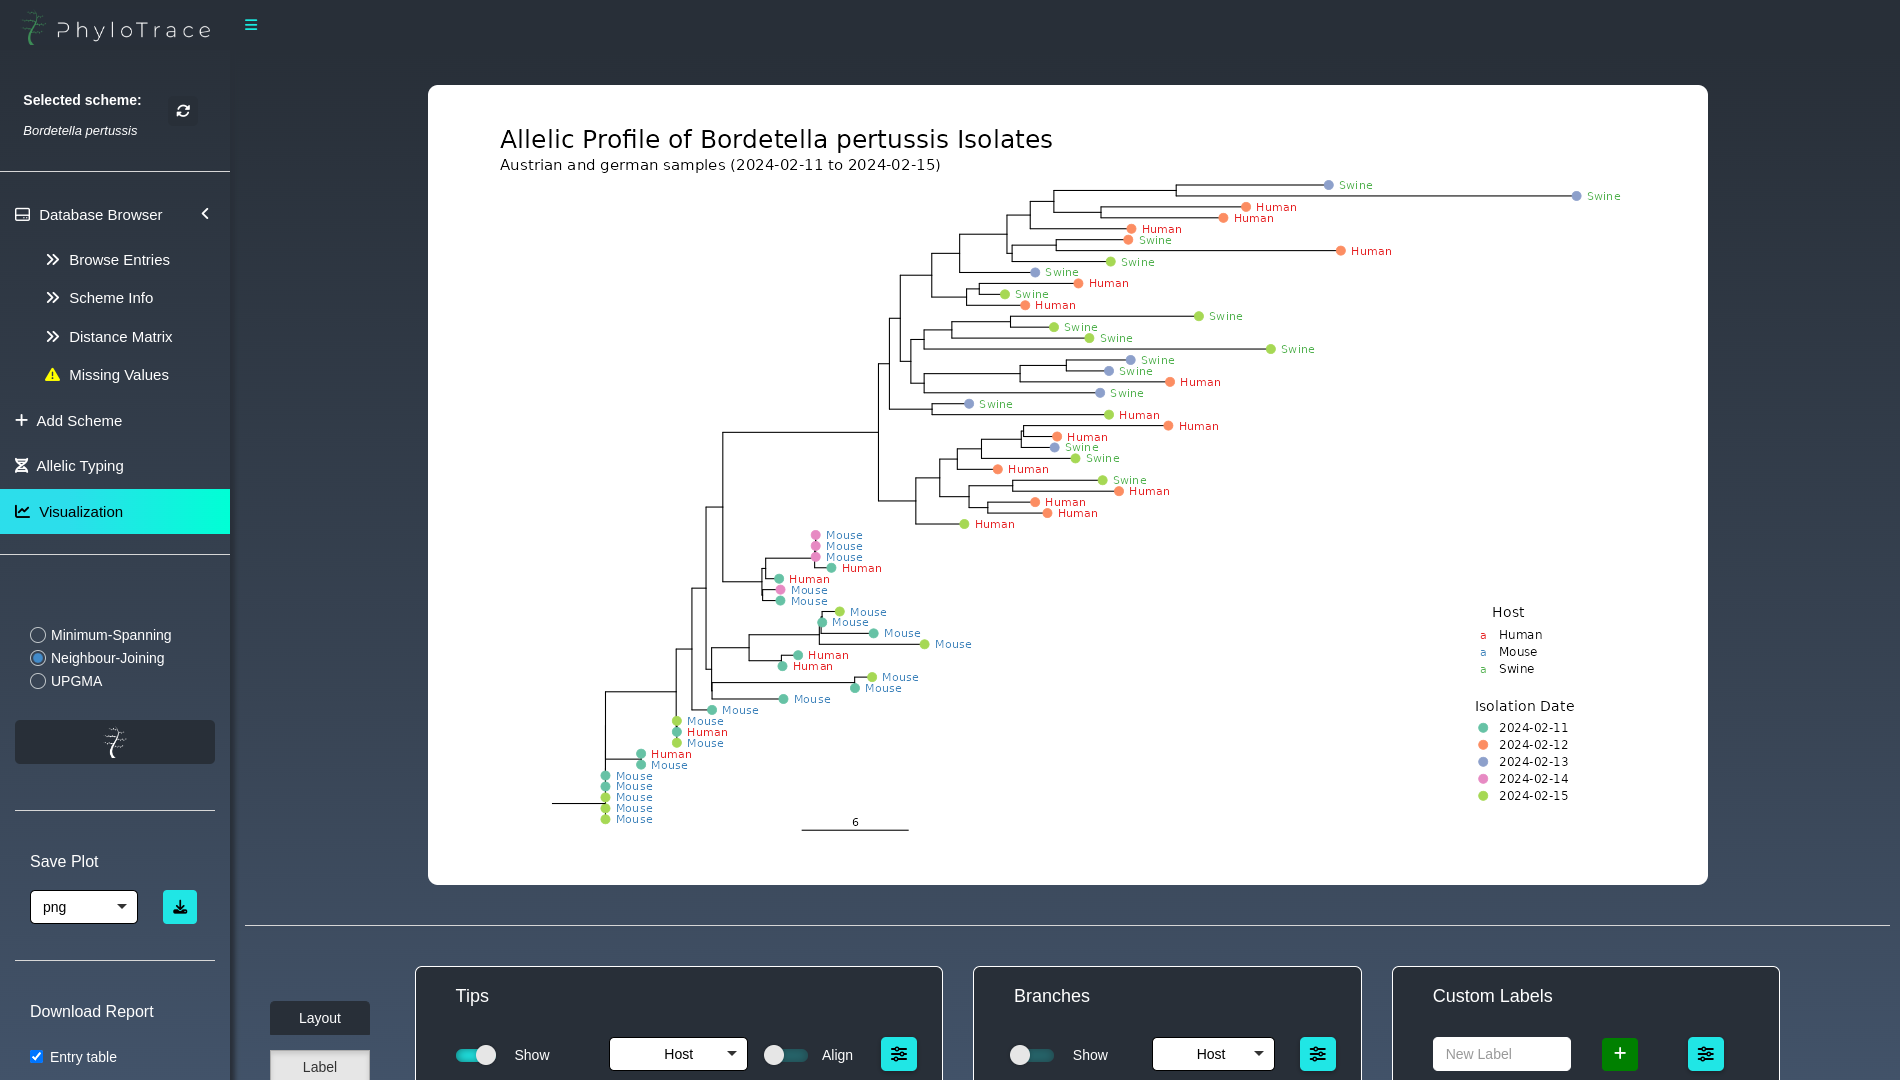 PhyloTrace
Selected scheme:
Bordetella pertussis
Database Browser
Browse Entries
Scheme Info
Distance Matrix
Missing Values
Add Scheme
Allelic Typing
Visualization
Minimum-Spanning
Neighbour-Joining
UPGMA
Save Plot
png
Download Report
Entry table
Allelic Profile of Bordetella pertussis Isolates
Austrian and german samples (2024-02-11 to 2024-02-15)
Swine
Swine
Human
Human
Human
Swine
Human
Swine
Swine
Human
Swine
Human
Swine
Swine
Swine
Swine
Swine
Swine
Human
Swine
Swine
Human
Human
Human
Swine
Swine
Human
Swine
Human
Human
Human
Human
Mouse
Mouse
Mouse
Human
Human
Mouse
Mouse
Mouse
Mouse
Mouse
Mouse
Human
Human
Mouse
Mouse
Mouse
Mouse
Mouse
Human
Mouse
Human
Mouse
Mouse
Mouse
Mouse
Mouse
Mouse
6
Host
a Human
a Mouse
a Swine
Isolation Date
2024-02-11
2024-02-12
2024-02-13
2024-02-14
2024-02-15
Layout
Label
Tips
Show
Host
Align
Branches
Show
Host
Custom Labels
New Label